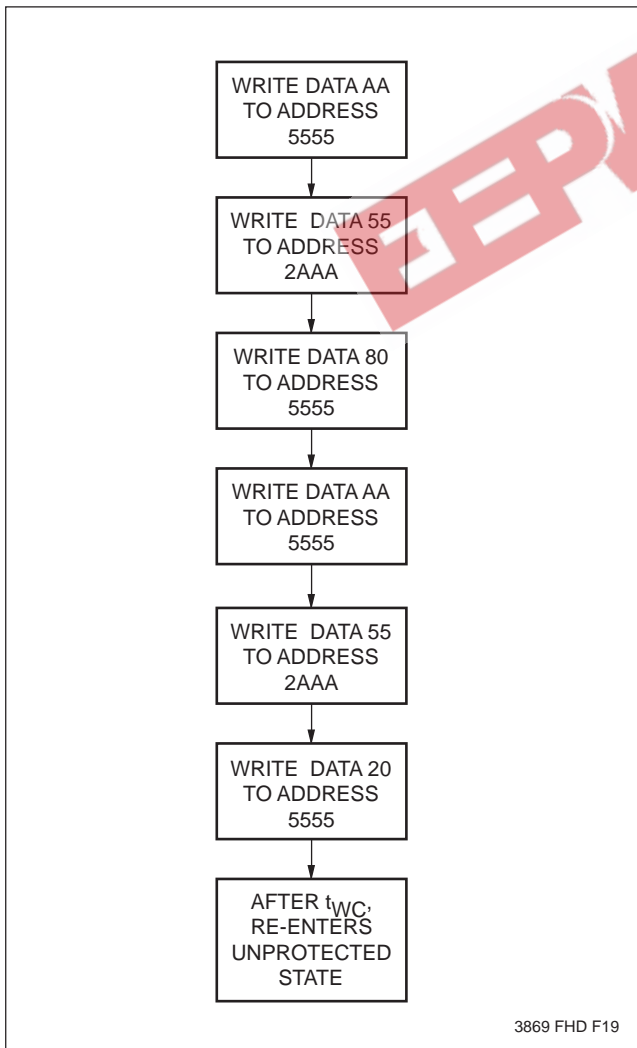 WRITE DATA AA
TO ADDRESS
5555
WRITE DATA 55
TO ADDRESS
2AAA
WRITE DATA 80
TO ADDRESS
5555
WRITE DATA AA
TO ADDRESS
5555
WRITE DATA 55
TO ADDRESS
2AAA
WRITE DATA 20
TO ADDRESS
5555
AFTER tWC,
RE-ENTERS
UNPROTECTED
STATE
3869 FHD F19